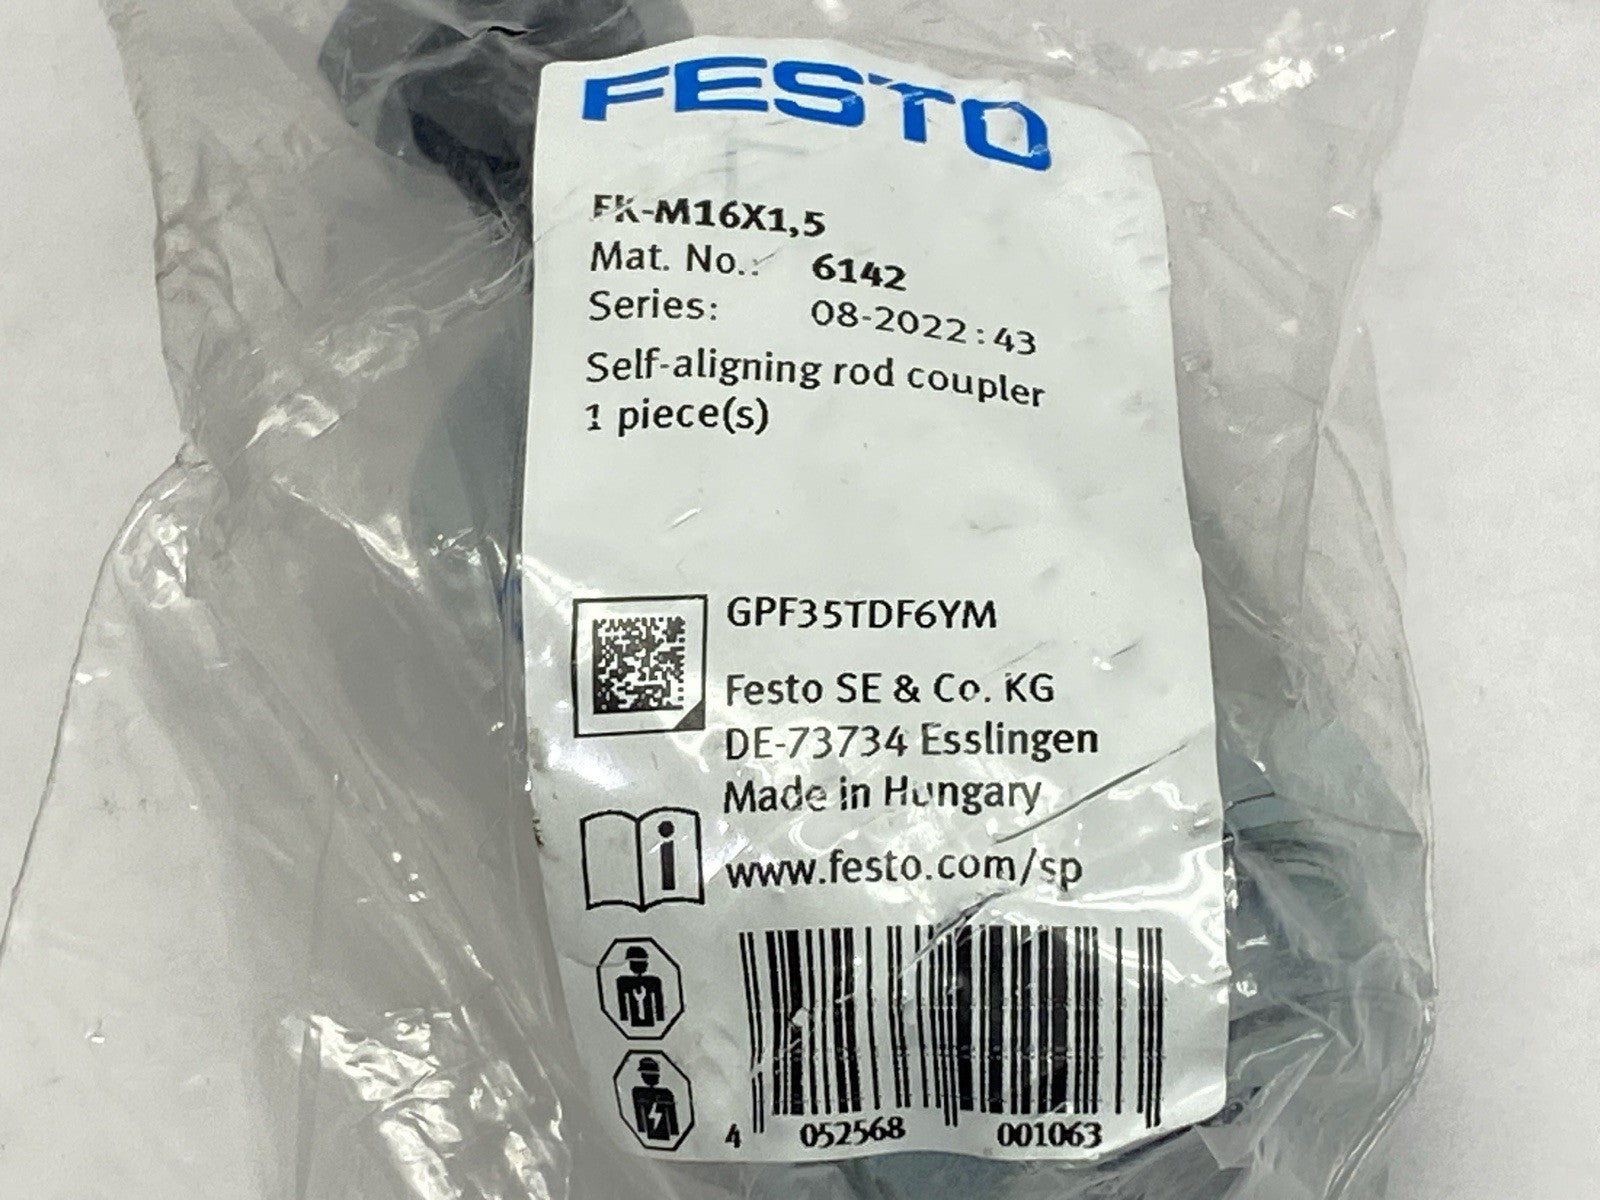 FESTO
FK-M16X1,5
Mat. No.: 6142
Series: 08-2022:43
Self-aligning rod coupler
1 piece(s)
GPF35TDF6YM
Festo SE & Co. KG
DE-73734 Esslingen
Made in Hungary
www.festo.com/sp
4 052568 001063